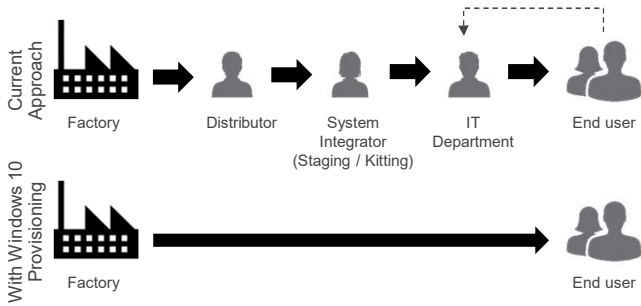 Current
Approach
Factory
Distributor
System
Integrator
(Staging / Kitting)
IT
Department
End user
With Windows 10
Provisioning
Factory
End user